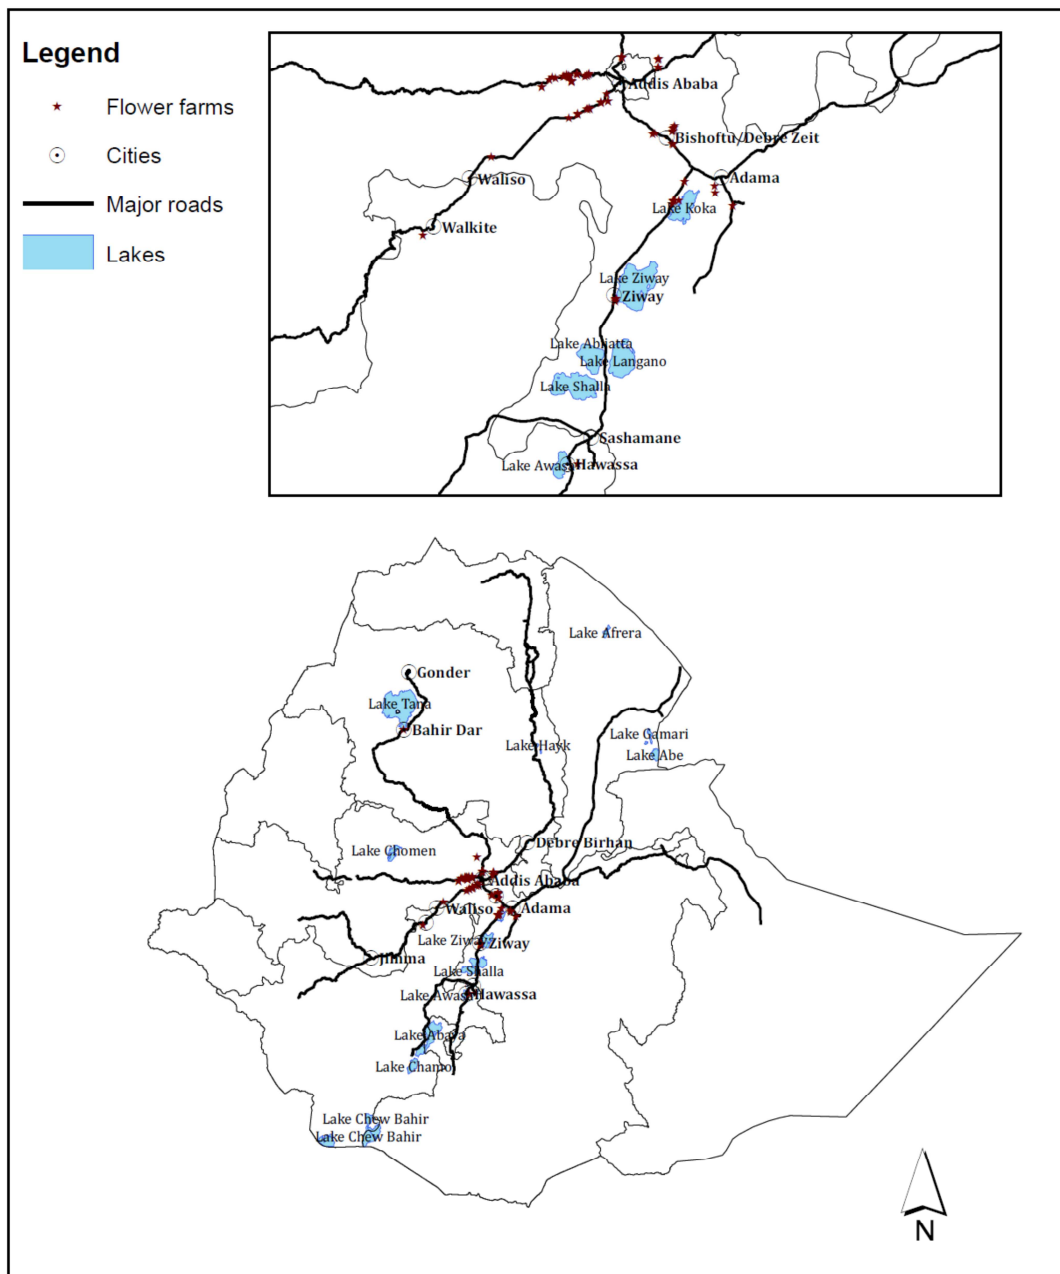 Legend
Flower farms
Cities
Major roads
Lakes
Addis Ababa
Bishoftu/Debre Zeit
Waliso
Adama
Lake Koka
Walkite
Lake Ziway
Ziway
Lake Abijatta
Lake Langano
Lake Shalla
Sashamane
Lake Awasa
Hawassa
Lake Afrera
Gonder
Lake Tana
Bahir Dar
Lake Gamari
Lake Hayk
Lake Abe
Debre Birhan
Lake Chomen
Addis Ababa
Waliso
Adama
Lake Ziway
Ziway
Jimma
Lake Shalla
Lake Awasa
Hawassa
Lake Abaya
Lake Chamo
Lake Chew Bahir
Lake Chew Bahir
N